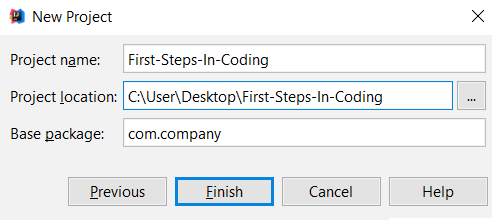 New Project
Project name: First-Steps-In-Coding
Project location: C:\User\Desktop\First-Steps-In-Coding ...
Base package: com.company
Previous Finish Cancel Help